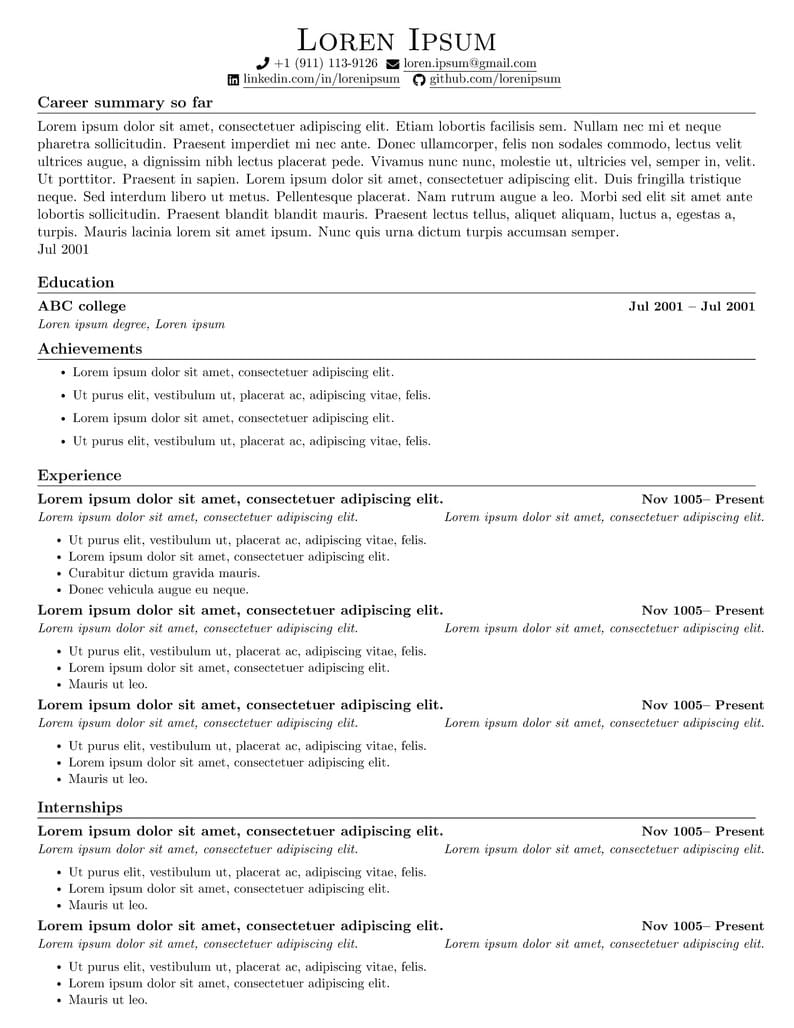 Loren Ipsum
+1 (911) 113-9126 loren.ipsum@gmail.com
linkedin.com/in/lorenipsum github.com/lorenipsum
Career summary so far
Lorem ipsum dolor sit amet, consectetuer adipiscing elit. Etiam lobortis facilisis sem. Nullam nec mi et neque
pharetra sollicitudin. Praesent imperdiet mi nec ante. Donec ullamcorper, felis non sodales commodo, lectus velit
ultrices augue, a dignissim nibh lectus placerat pede. Vivamus nunc nunc, molestie ut, ultricies vel, semper in, velit.
Ut porttitor. Praesent in sapien. Lorem ipsum dolor sit amet, consectetuer adipiscing elit. Duis fringilla tristique
neque. Sed interdum libero ut metus. Pellentesque placerat. Nam rutrum augue a leo. Morbi sed elit sit amet ante
lobortis sollicitudin. Praesent blandit blandit mauris. Praesent lectus tellus, aliquet aliquam, luctus a, egestas a,
turpis. Mauris lacinia lorem sit amet ipsum. Nunc quis urna dictum turpis accumsan semper.
Jul 2001
Education
ABC college Jul 2001 – Jul 2001
Loren ipsum degree, Loren ipsum
Achievements
• Lorem ipsum dolor sit amet, consectetuer adipiscing elit.
• Ut purus elit, vestibulum ut, placerat ac, adipiscing vitae, felis.
• Lorem ipsum dolor sit amet, consectetuer adipiscing elit.
• Ut purus elit, vestibulum ut, placerat ac, adipiscing vitae, felis.
Experience
Lorem ipsum dolor sit amet, consectetuer adipiscing elit. Nov 1005– Present
Lorem ipsum dolor sit amet, consectetuer adipiscing elit. Lorem ipsum dolor sit amet, consectetuer adipiscing elit.
• Ut purus elit, vestibulum ut, placerat ac, adipiscing vitae, felis.
• Lorem ipsum dolor sit amet, consectetuer adipiscing elit.
• Curabitur dictum gravida mauris.
• Donec vehicula augue eu neque.
Lorem ipsum dolor sit amet, consectetuer adipiscing elit. Nov 1005– Present
Lorem ipsum dolor sit amet, consectetuer adipiscing elit. Lorem ipsum dolor sit amet, consectetuer adipiscing elit.
• Ut purus elit, vestibulum ut, placerat ac, adipiscing vitae, felis.
• Lorem ipsum dolor sit amet, consectetuer adipiscing elit.
• Mauris ut leo.
Lorem ipsum dolor sit amet, consectetuer adipiscing elit. Nov 1005– Present
Lorem ipsum dolor sit amet, consectetuer adipiscing elit. Lorem ipsum dolor sit amet, consectetuer adipiscing elit.
• Ut purus elit, vestibulum ut, placerat ac, adipiscing vitae, felis.
• Lorem ipsum dolor sit amet, consectetuer adipiscing elit.
• Mauris ut leo.
Internships
Lorem ipsum dolor sit amet, consectetuer adipiscing elit. Nov 1005– Present
Lorem ipsum dolor sit amet, consectetuer adipiscing elit. Lorem ipsum dolor sit amet, consectetuer adipiscing elit.
• Ut purus elit, vestibulum ut, placerat ac, adipiscing vitae, felis.
• Lorem ipsum dolor sit amet, consectetuer adipiscing elit.
• Mauris ut leo.
Lorem ipsum dolor sit amet, consectetuer adipiscing elit. Nov 1005– Present
Lorem ipsum dolor sit amet, consectetuer adipiscing elit. Lorem ipsum dolor sit amet, consectetuer adipiscing elit.
• Ut purus elit, vestibulum ut, placerat ac, adipiscing vitae, felis.
• Lorem ipsum dolor sit amet, consectetuer adipiscing elit.
• Mauris ut leo.